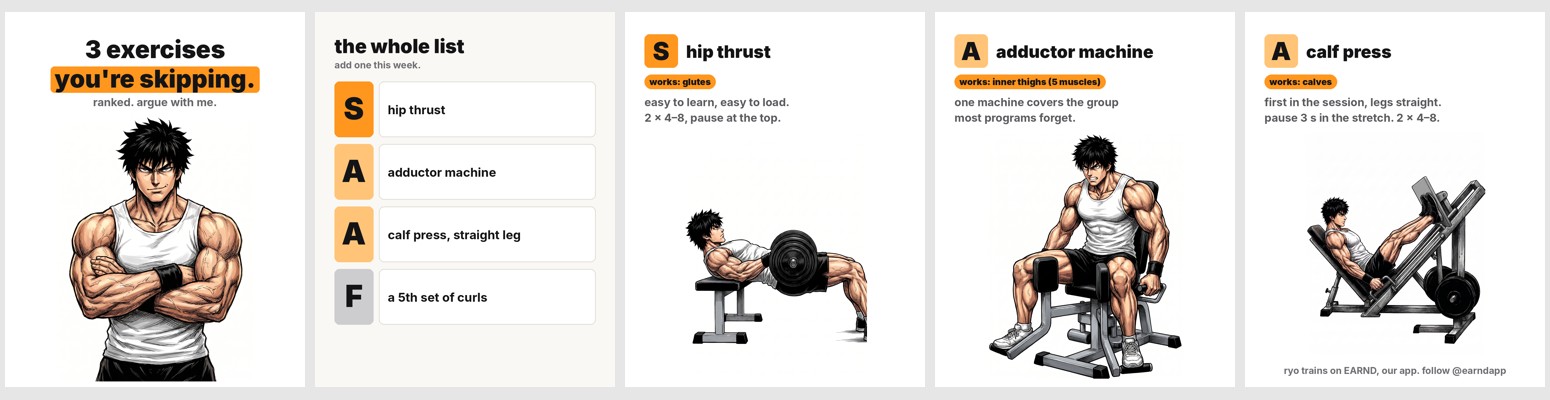 3 exercises
you're skipping.
ranked. argue with me.
the whole list
add one this week.
S hip thrust
A adductor machine
A calf press, straight leg
F a 5th set of curls
S hip thrust
works: glutes
easy to learn, easy to load.
2 × 4–8, pause at the top.
A adductor machine
works: inner thighs (5 muscles)
one machine covers the group
most programs forget.
A calf press
works: calves
first in the session, legs straight.
pause 3 s in the stretch. 2 × 4–8.
ryo trains on EARND, our app. follow @earndapp